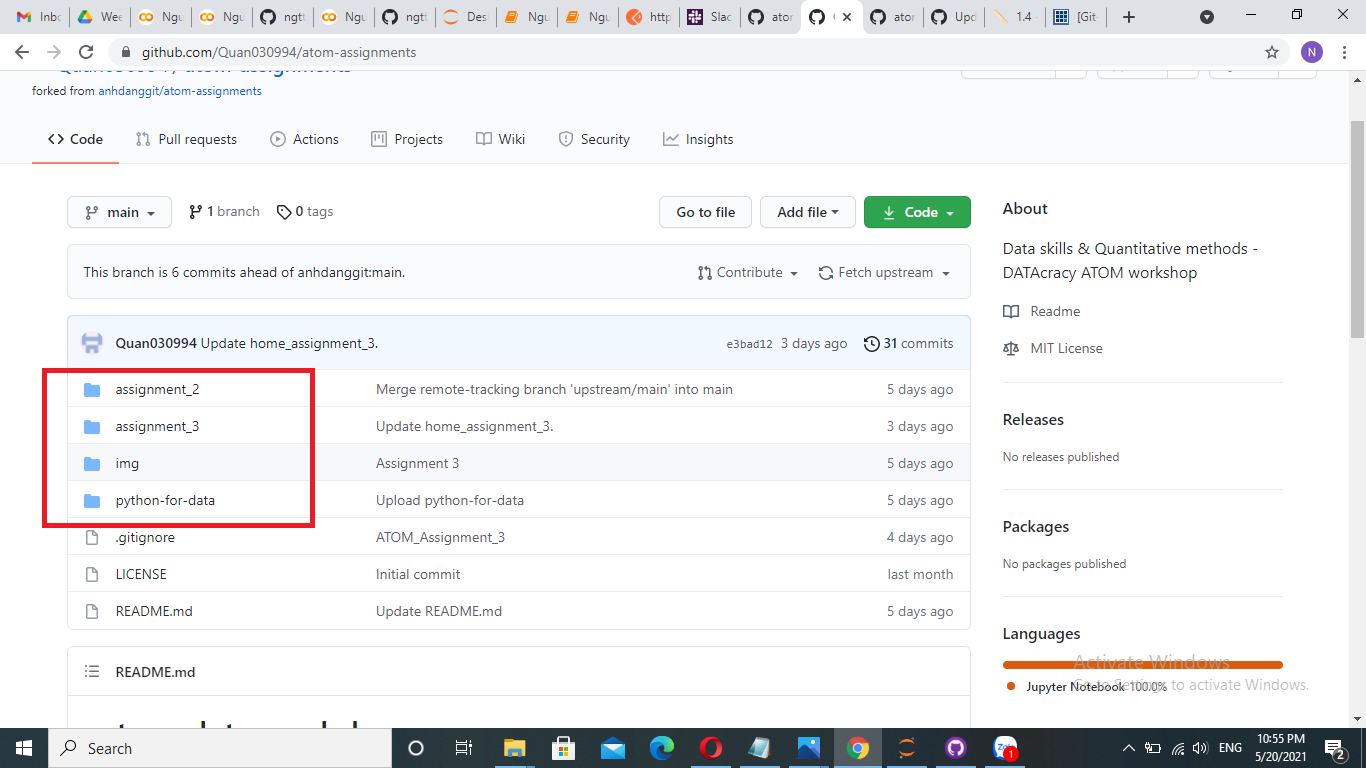 Inbo
Wee
Ngu
Ngu
ngtt
Ngu
ngtt
Des
Ngu
Ngu
http
Slac
ator
ator
Upd
1.4 -
[Git-
github.com/Quan030994/atom-assignments
N
forked from anhdanggit/atom-assignments
Code
Pull requests
Actions
Projects
Wiki
Security
Insights
main
1 branch
0 tags
Go to file
Add file
Code
About
Data skills & Quantitative methods -
DATAcracy ATOM workshop
This branch is 6 commits ahead of anhdanggit:main.
Contribute
Fetch upstream
Readme
MIT License
Quan030994 Update home_assignment_3.
e3bad12 3 days ago
31 commits
assignment_2 Merge remote-tracking branch 'upstream/main' into main 5 days ago
assignment_3 Update home_assignment_3. 3 days ago
img Assignment 3 5 days ago
python-for-data Upload python-for-data 5 days ago
.gitignore ATOM_Assignment_3 4 days ago
LICENSE Initial commit last month
README.md Update README.md 5 days ago
Releases
No releases published
Packages
No packages published
Languages
Jupyter Notebook 100.0%
README.md
Activate Windows
Go to Settings to activate Windows.
Search
Zalo
1
ENG
10:55 PM
5/20/2021
2